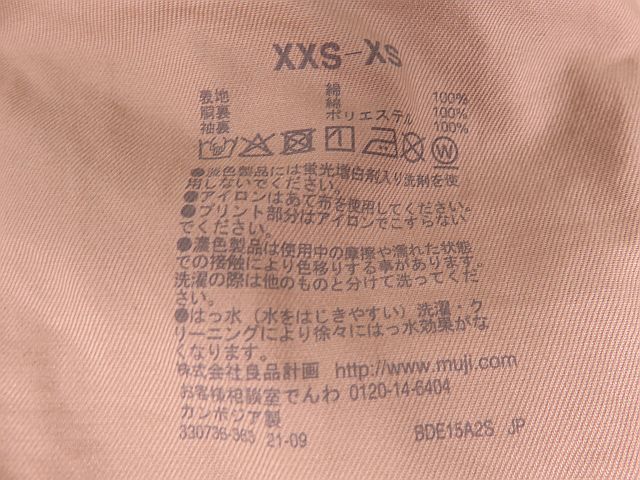 XXS-XS
表地 綿 100%
胴裏 綿 100%
袖裏 ポリエステル 100%
●淡色製品には蛍光増白剤入り洗剤を使
用しないでください。
●アイロンはあて布を使用してください。
●プリント部分はアイロンでこすらない
でください。
●濃色製品は使用中の摩擦や濡れた状態
での接触により色移りする事があります。
洗濯の際は他のものと分けて洗ってくだ
さい。
●はっ水（水をはじきやすい）洗濯・ク
リーニングにより徐々にはっ水効果がな
くなります。
株式会社良品計画 http://www.muji.com
お客様相談室でんわ 0120-14-6404
カンボジア製
330736-363 21-09 BDE15A2S JP